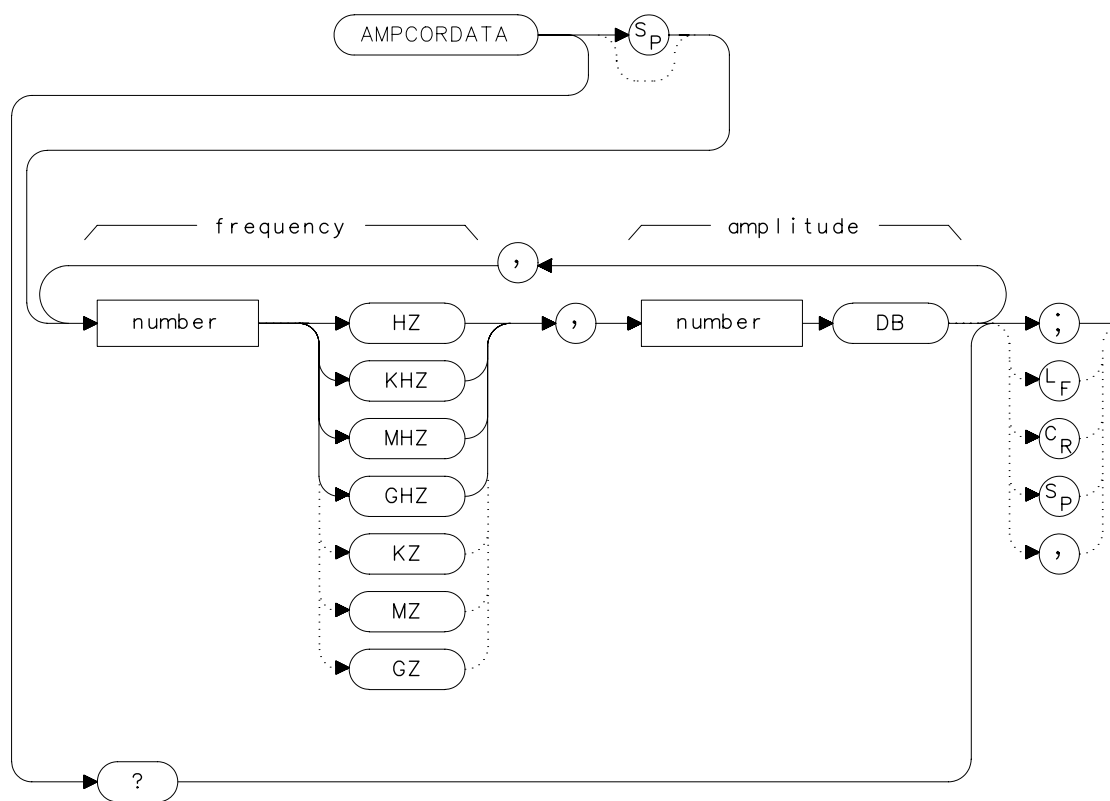 AMPCORDATA SP
frequency amplitude
,
number HZ , number DB ;
KHZ LF
MHZ CR
GHZ SP
KZ ,
MZ
GZ
?